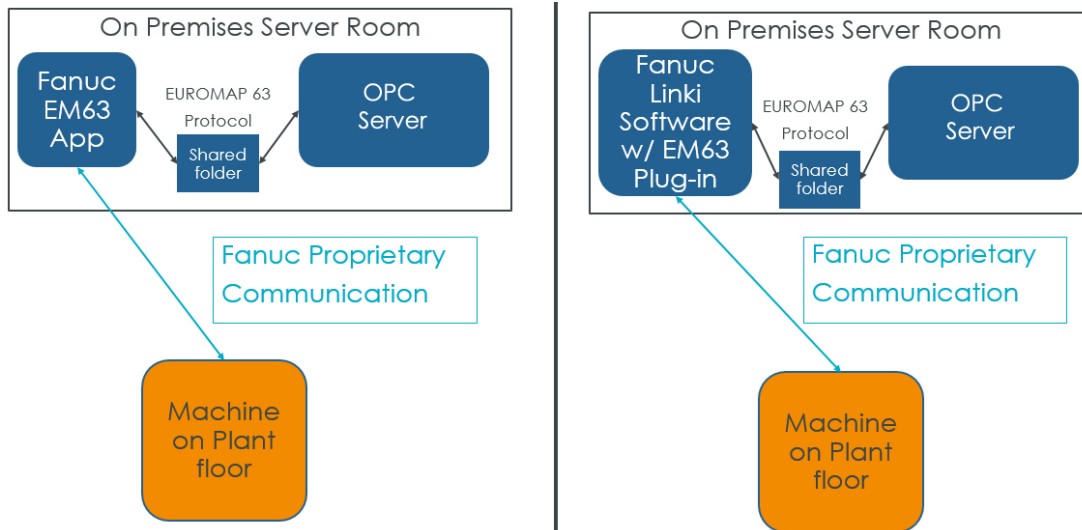 On Premises Server Room
Fanuc
EM63
App
EUROMAP 63
Protocol
Shared
folder
OPC
Server
Fanuc Proprietary
Communication
Machine
on Plant
floor
On Premises Server Room
Fanuc
Linki
Software
w/ EM63
Plug-in
EUROMAP 63
Protocol
Shared
folder
OPC
Server
Fanuc Proprietary
Communication
Machine
on Plant
floor